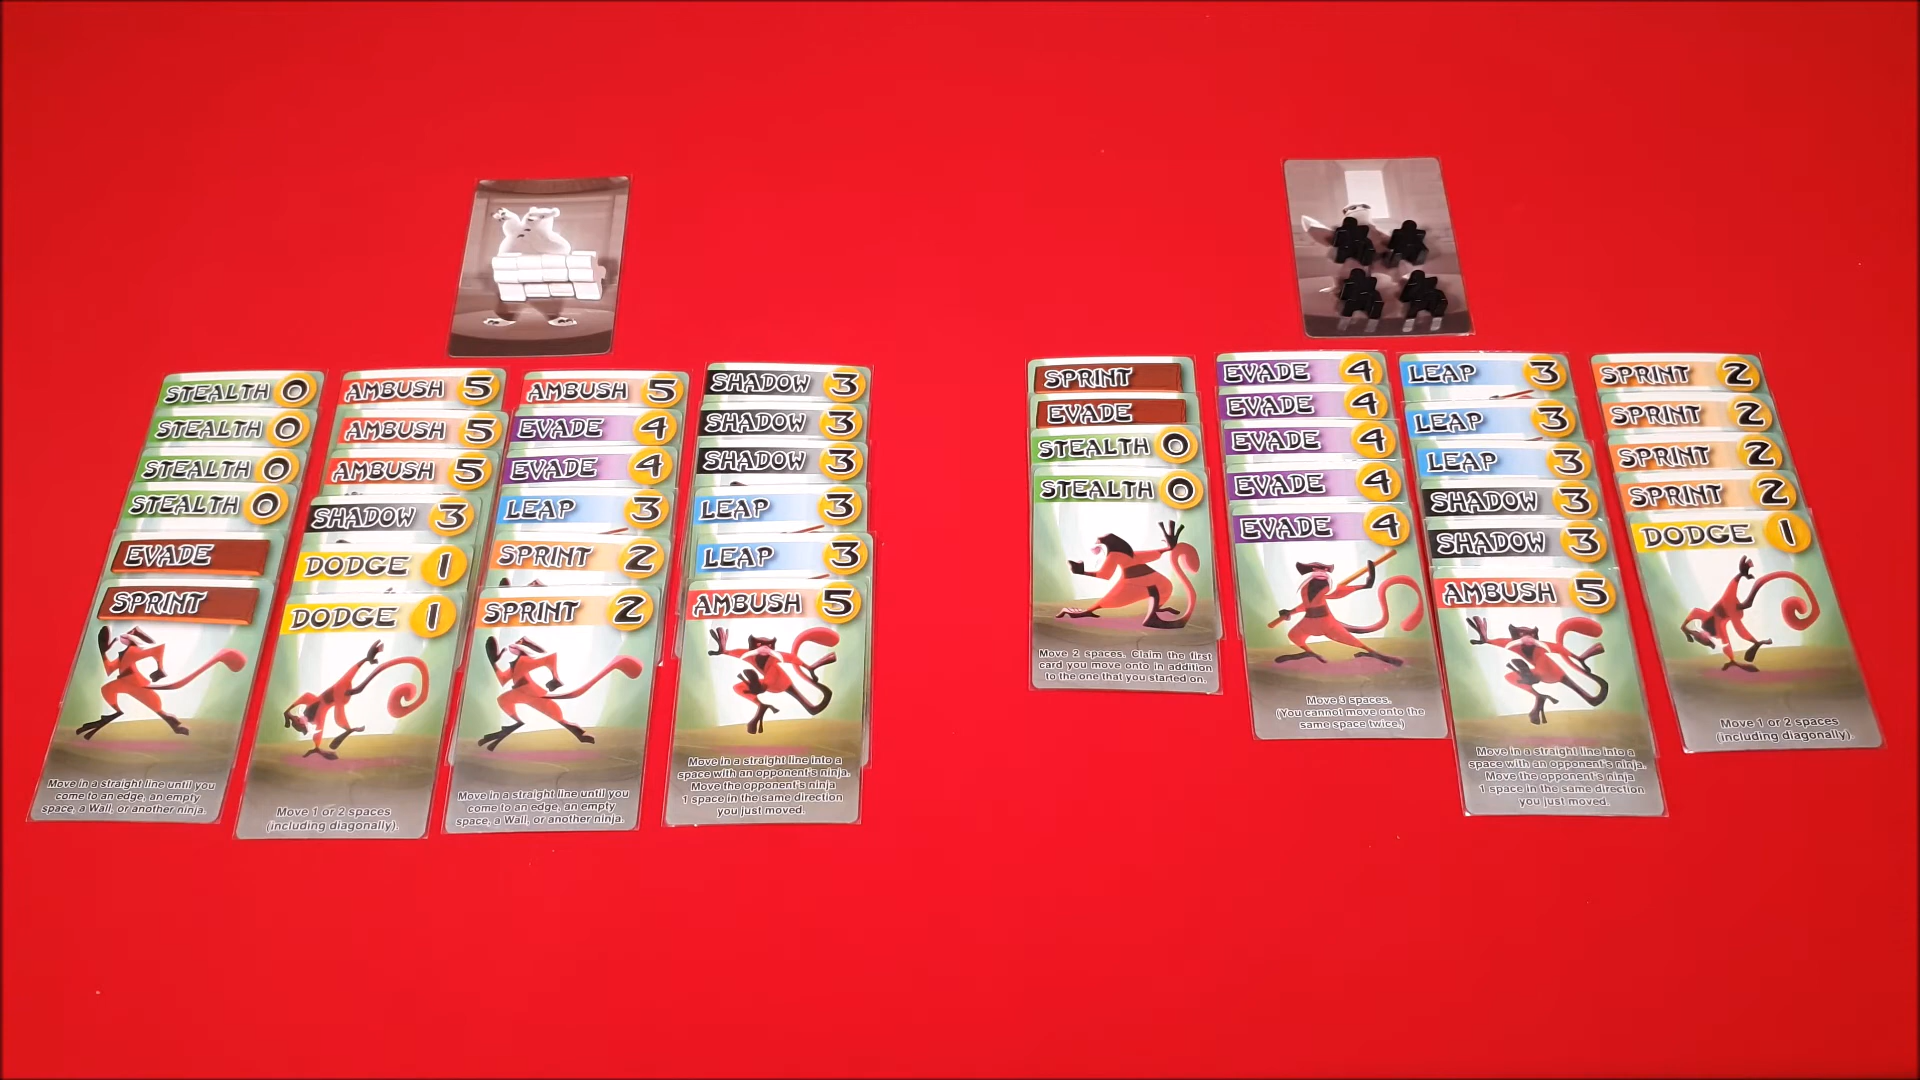 STEALTH 0
STEALTH 0
STEALTH 0
STEALTH 0
EVADE
SPRINT
Move in a straight line until you
come to an edge, an empty
space, a Wall, or another ninja.
AMBUSH 5
AMBUSH 5
AMBUSH 5
SHADOW 3
DODGE 1
DODGE 1
Move 1 or 2 spaces
(including diagonally).
AMBUSH 5
EVADE 4
EVADE 4
LEAP 3
SPRINT 2
SPRINT 2
Move in a straight line until you
come to an edge, an empty
space, a Wall, or another ninja.
SHADOW 3
SHADOW 3
SHADOW 3
LEAP 3
LEAP 3
AMBUSH 5
Move in a straight line into a
space with an opponent's ninja.
Move the opponent's ninja
1 space in the same direction
you just moved.
SPRINT
EVADE
STEALTH 0
STEALTH 0
Move 2 spaces. Claim the first
card you move onto in addition
to the one that you started on.
EVADE 4
EVADE 4
EVADE 4
EVADE 4
EVADE 4
Move 3 spaces.
(You cannot move onto the
same space twice.)
LEAP 3
LEAP 3
LEAP 3
SHADOW 3
SHADOW 3
AMBUSH 5
Move in a straight line into a
space with an opponent's ninja.
Move the opponent's ninja
1 space in the same direction
you just moved.
SPRINT 2
SPRINT 2
SPRINT 2
SPRINT 2
DODGE 1
Move 1 or 2 spaces
(including diagonally).